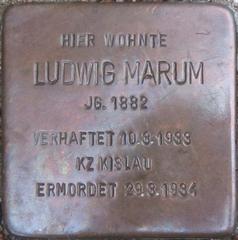 HIER WOHNTE
LUDWIG MARUM
JG. 1882
VERHAFTET 10.3.1933
KZ KISLAU
ERMORDET 29.3.1934